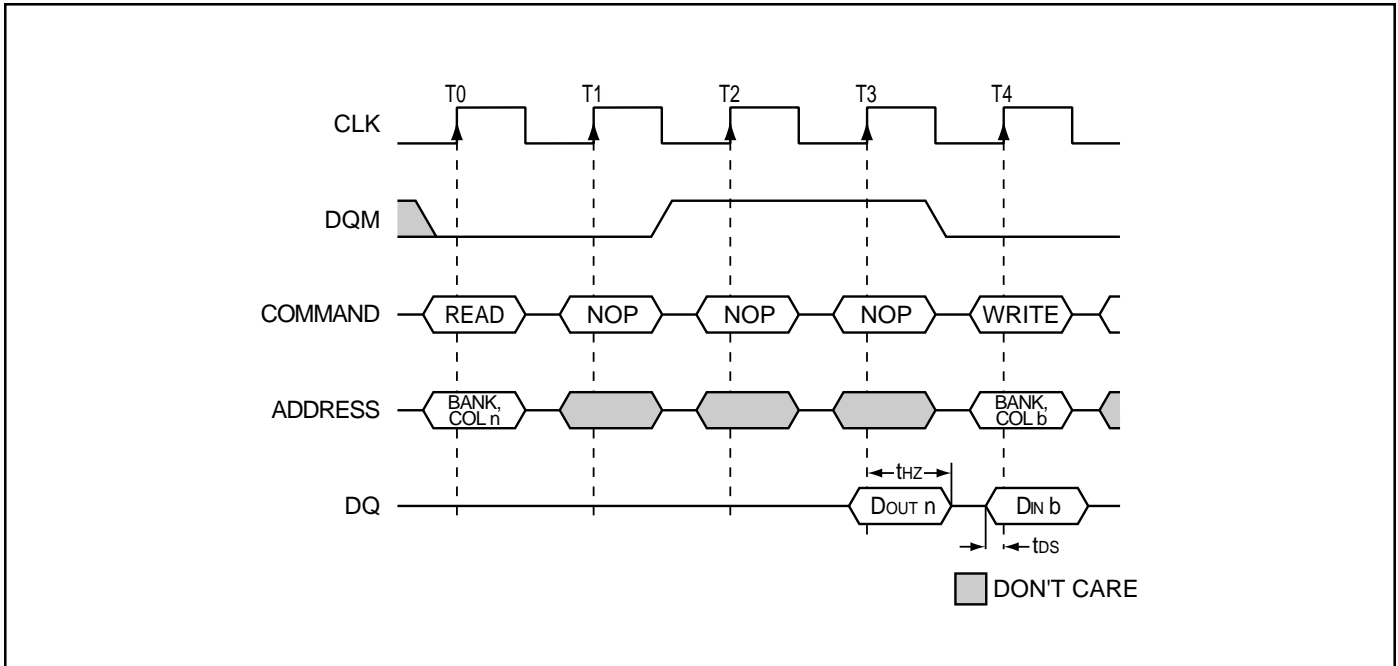 T0 T1 T2 T3 T4
CLK
DQM
COMMAND READ NOP NOP NOP WRITE
ADDRESS BANK, COL n BANK, COL b
tHZ
DQ DOUT n DIN b
tDS
DON'T CARE